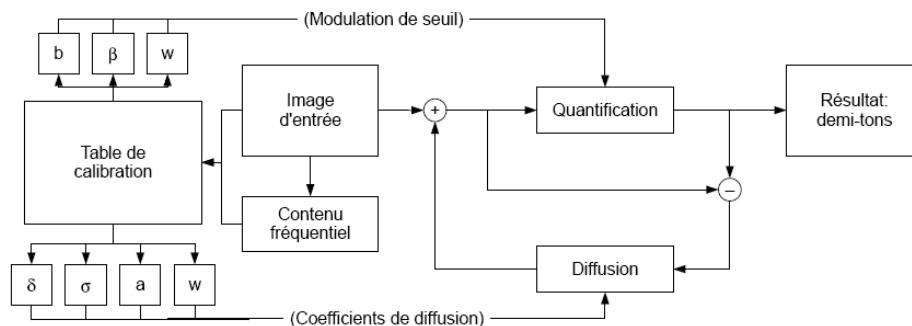 (Modulation de seuil)
b
β
w
Image
d'entrée
+
Quantification
Résultat:
demi-tons
Table de
calibration
−
Contenu
fréquentiel
Diffusion
δ
σ
a
w
(Coefficients de diffusion)